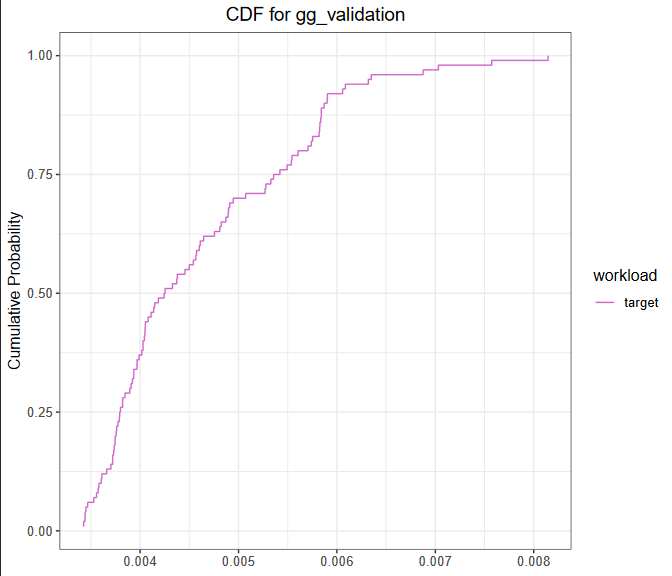 CDF for gg_validation
Cumulative Probability
1.00
0.75
0.50
0.25
0.00
0.004 0.005 0.006 0.007 0.008
workload
target